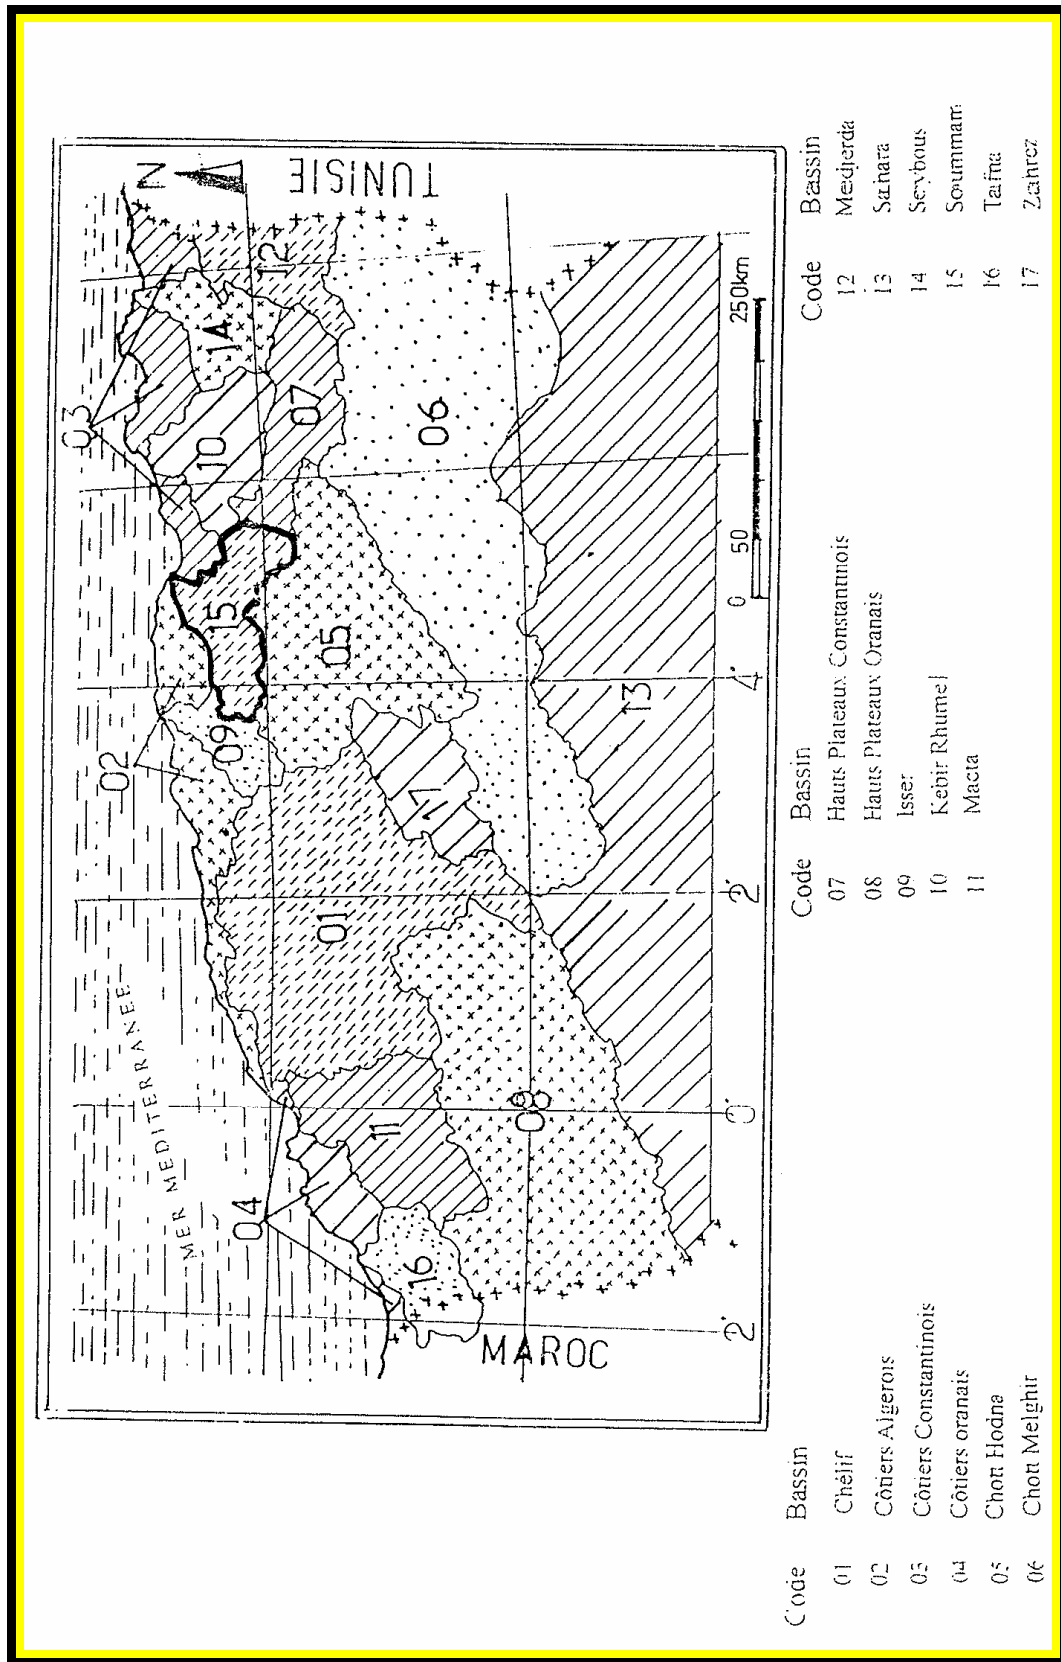 MER MEDITERRANEE
N
TUNISIE
MAROC
03
02
04
14
12
10
07
15
09
06
05
17
01
11
16
08
13
2°
0°
2°
4°
0
50
250km
Code Bassin
01 Chélif
02 Côtiers Algerois
03 Côtiers Constantinois
04 Côtiers oranais
05 Chott Hodna
06 Chott Melghir
Code Bassin
07 Hauts Plateaux Constantinois
08 Hauts Plateaux Oranais
09 Isser
10 Kebir Rhumel
11 Macta
Code Bassin
12 Medjerda
13 Sahara
14 Seybous
15 Soummam
16 Tafna
17 Zahrez